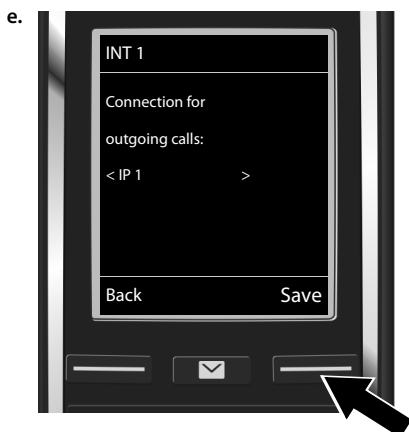 e.
INT 1
Connection for
outgoing calls:
< IP 1 >
Back Save